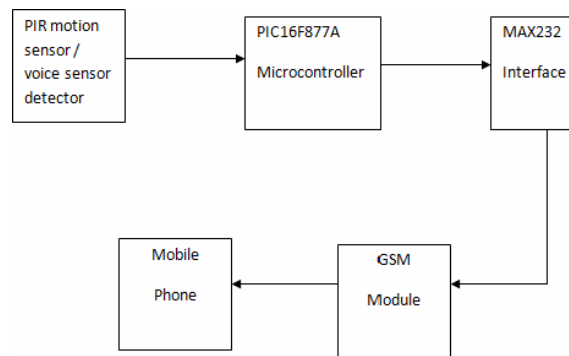 PIR motion
sensor /
voice sensor
detector
PIC16F877A
Microcontroller
MAX232
Interface
Mobile
Phone
GSM
Module